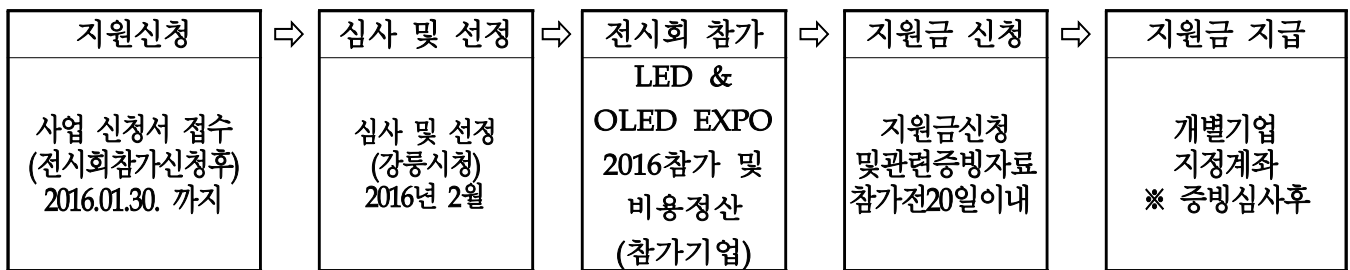 지원신청
⇨
심사 및 선정
⇨
전시회 참가
⇨
지원금 신청
⇨
지원금 지급
사업 신청서 접수
(전시회참가신청후)
2016.01.30. 까지
심사 및 선정
(강릉시청)
2016년 2월
LED &
OLED EXPO
2016참가 및
비용정산
(참가기업)
지원금신청
및관련증빙자료
참가전20일이내
개별기업
지정계좌
※ 증빙심사후